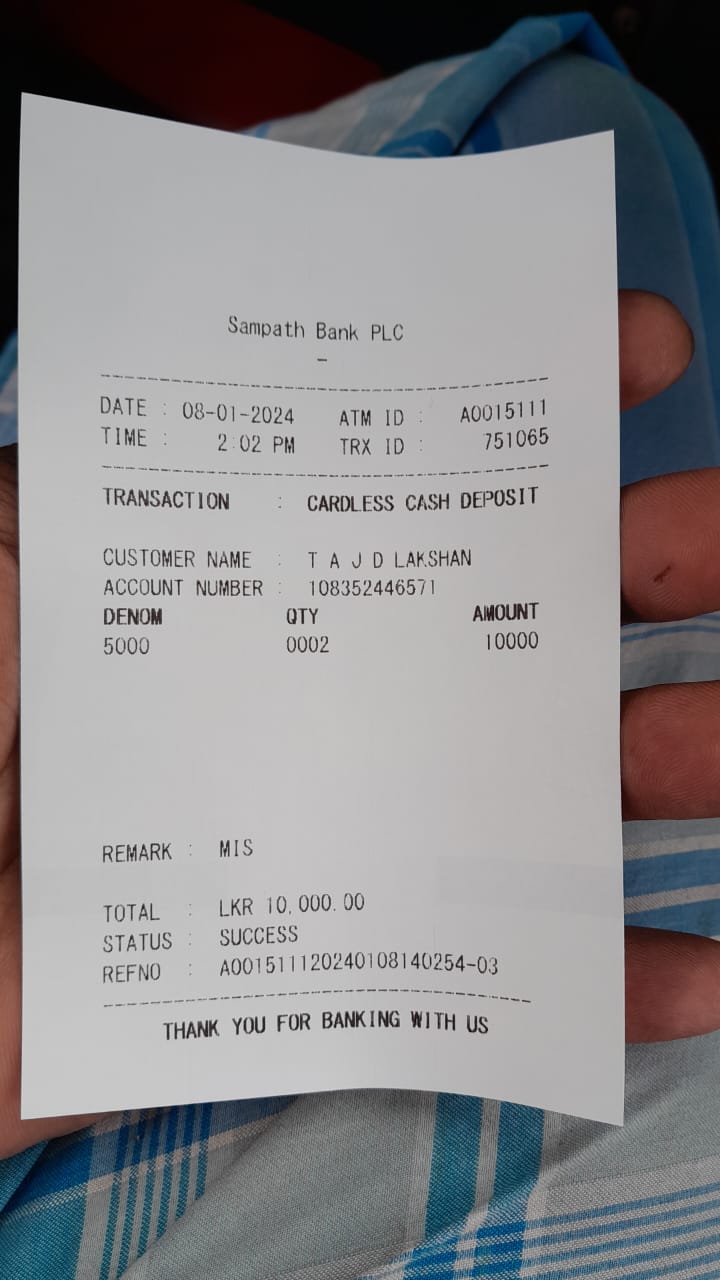 Sampath Bank PLC
-
DATE : 08-01-2024 ATM ID : A0015111
TIME : 2:02 PM TRX ID : 751065
TRANSACTION : CARDLESS CASH DEPOSIT
CUSTOMER NAME : T A J D LAKSHAN
ACCOUNT NUMBER : 108352446571
DENOM QTY AMOUNT
5000 0002 10000
REMARK : MIS
TOTAL : LKR 10,000.00
STATUS : SUCCESS
REFNO : A001511120240108140254-03
THANK YOU FOR BANKING WITH US